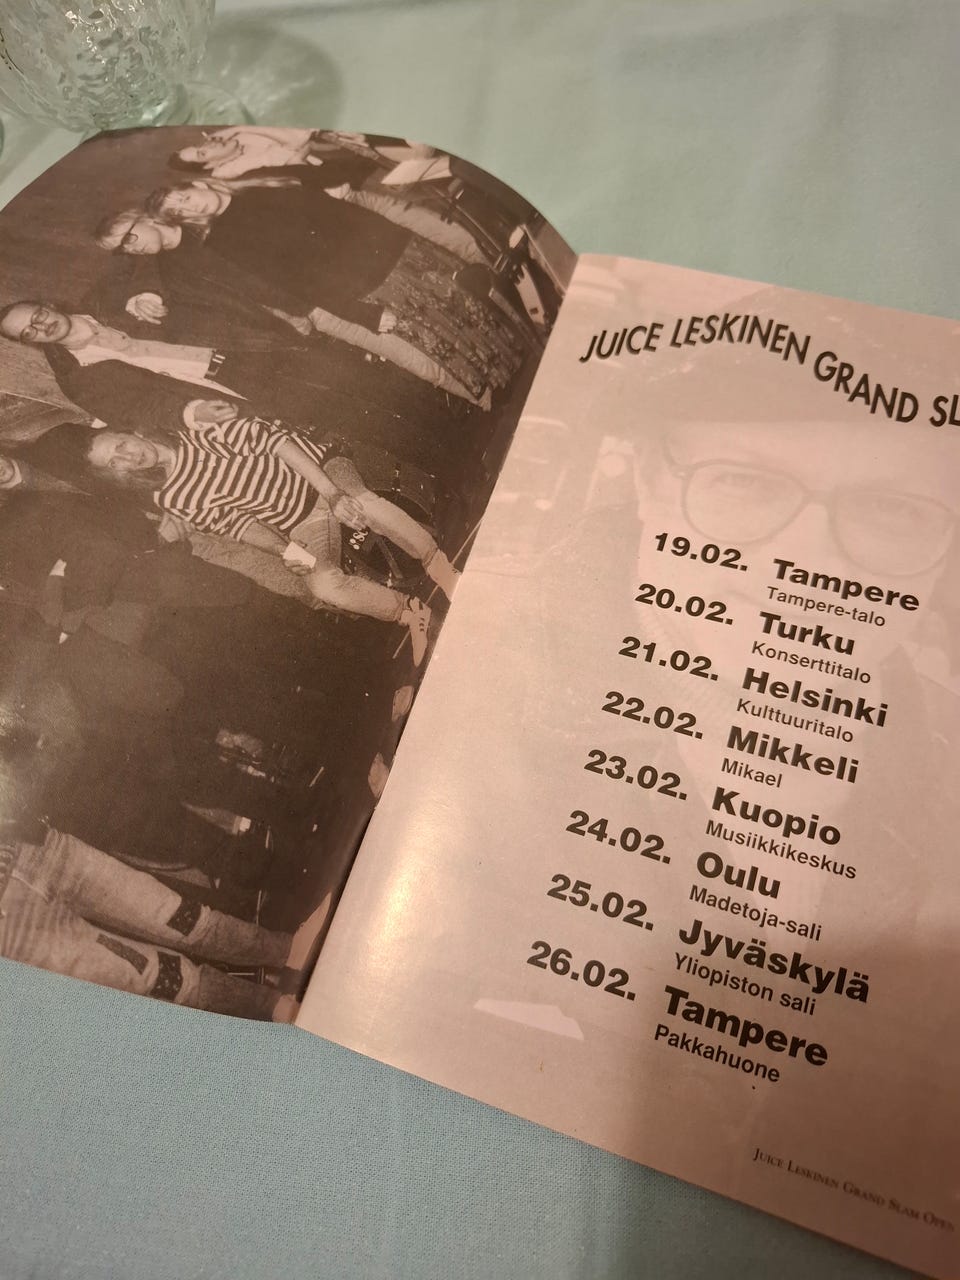 JUICE LESKINEN GRAND SL
19.02. Tampere
Tampere-talo
20.02. Turku
Konserttitalo
21.02. Helsinki
Kulttuuritalo
22.02. Mikkeli
Mikael
23.02. Kuopio
Musiikkikeskus
24.02. Oulu
Madetoja-sali
25.02. Jyväskylä
Yliopiston sali
26.02. Tampere
Pakkahuone
JUICE LESKINEN GRAND SLAM OPEN